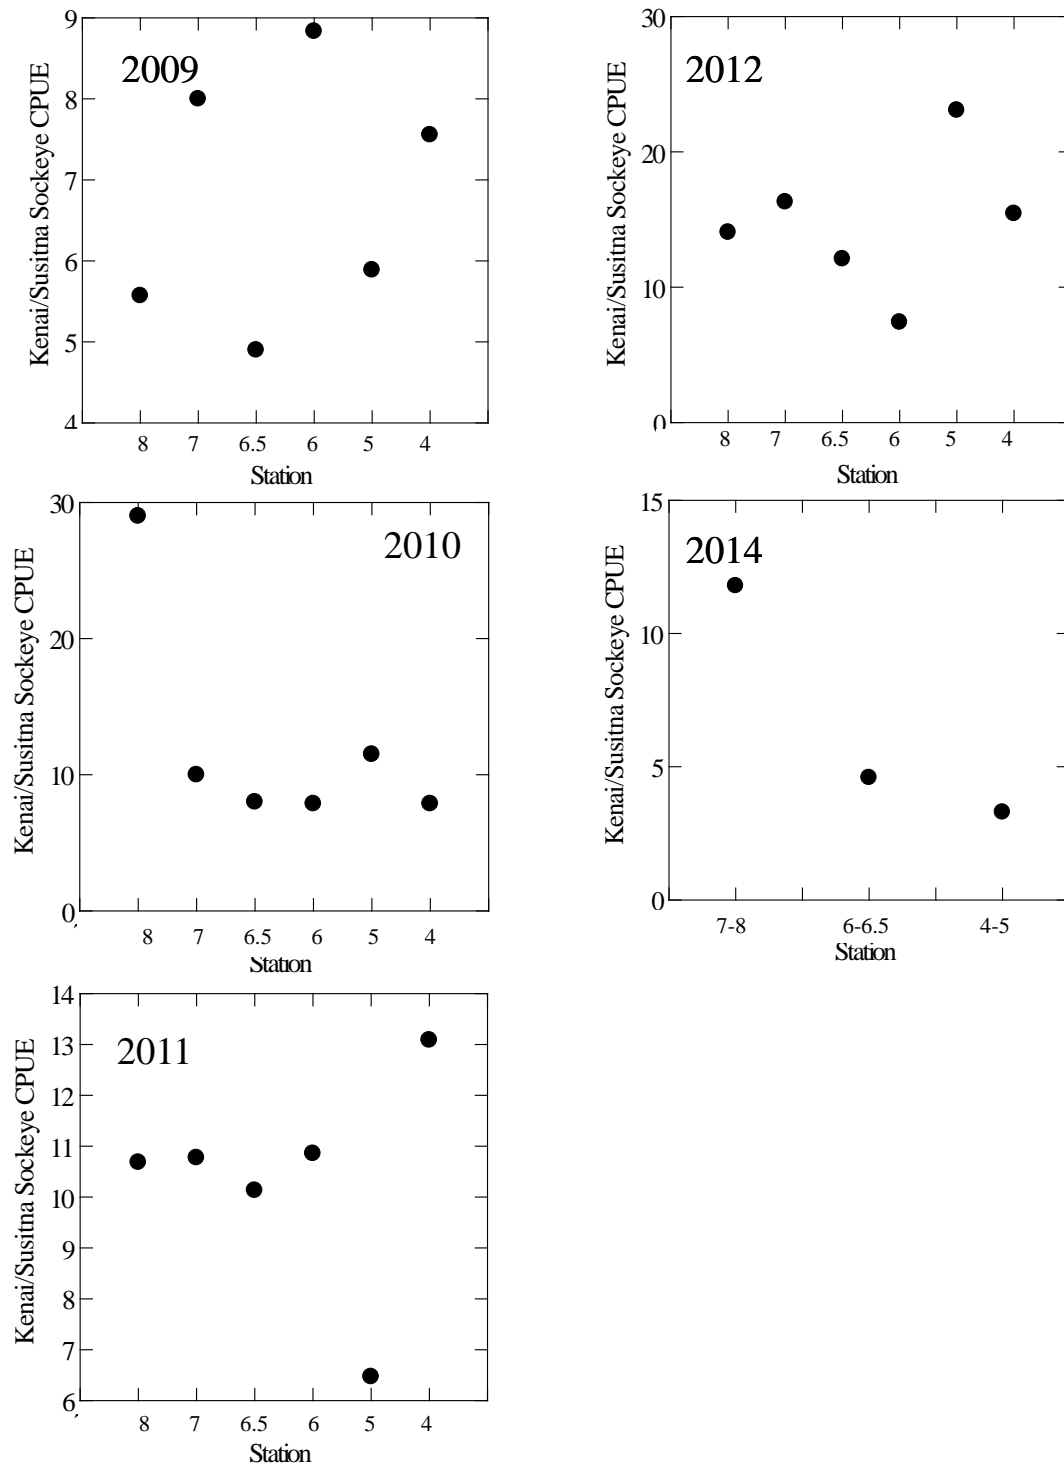 2009
Kenai/Susitna Sockeye CPUE
9
8
7
6
5
4
8 7 6.5 6 5 4
Station
2012
Kenai/Susitna Sockeye CPUE
30
20
10
0
8 7 6.5 6 5 4
Station
2010
Kenai/Susitna Sockeye CPUE
30
20
10
0
8 7 6.5 6 5 4
Station
2014
Kenai/Susitna Sockeye CPUE
15
10
5
0
7-8 6-6.5 4-5
Station
2011
Kenai/Susitna Sockeye CPUE
14
13
12
11
10
9
8
7
6
8 7 6.5 6 5 4
Station